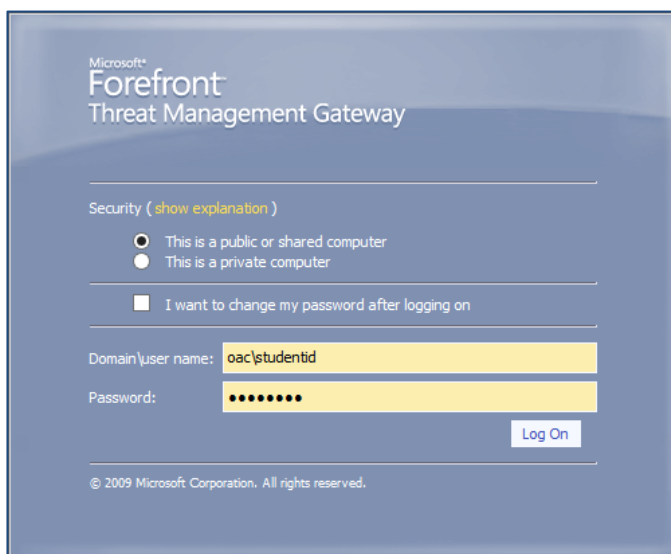 Microsoft®
Forefront™
Threat Management Gateway
Security ( show explanation )
This is a public or shared computer
This is a private computer
I want to change my password after logging on
Domain\user name: oac\studentid
Password: ●●●●●●●●
Log On
© 2009 Microsoft Corporation. All rights reserved.